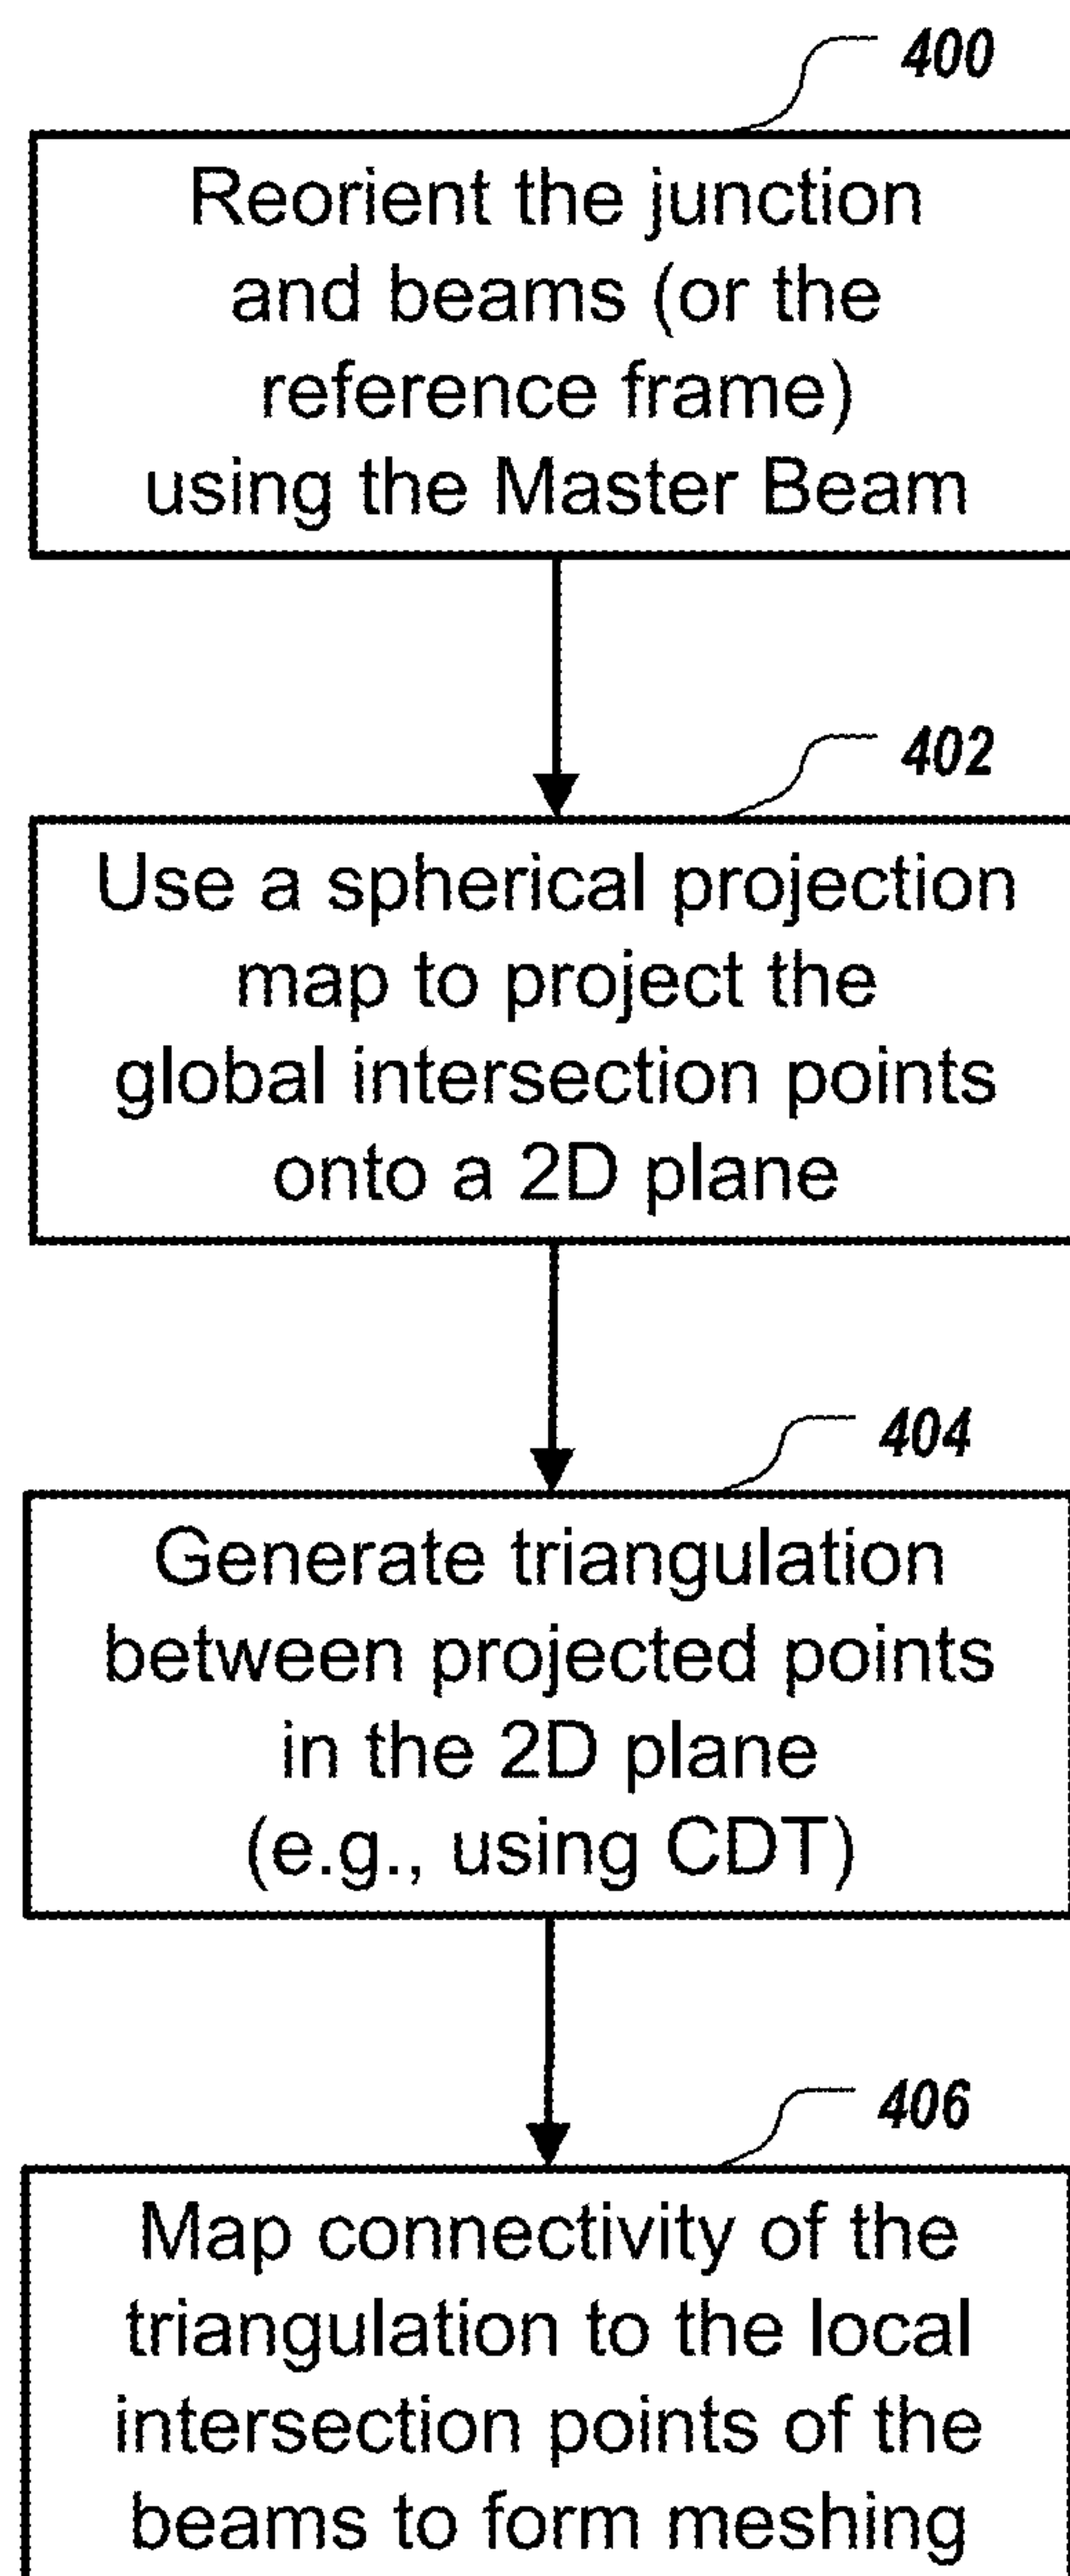 400
Reorient the junction
and beams (or the
reference frame)
using the Master Beam
402
Use a spherical projection
map to project the
global intersection points
onto a 2D plane
404
Generate triangulation
between projected points
in the 2D plane
(e.g., using CDT)
406
Map connectivity of the
triangulation to the local
intersection points of the
beams to form meshing